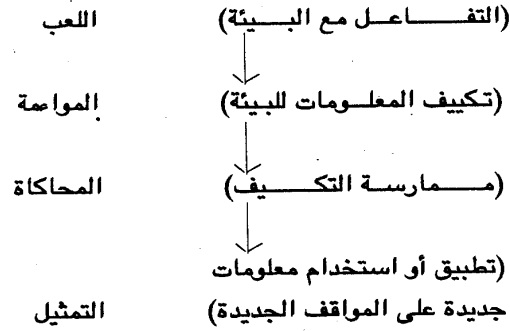 (التفاعل مع البيئة) اللعب
(تكييف المعلومات للبيئة) المواءمة
(ممارسة التكييف) المحاكاة
(تطبيق أو استخدام معلومات
جديدة على المواقف الجديدة) التمثيل